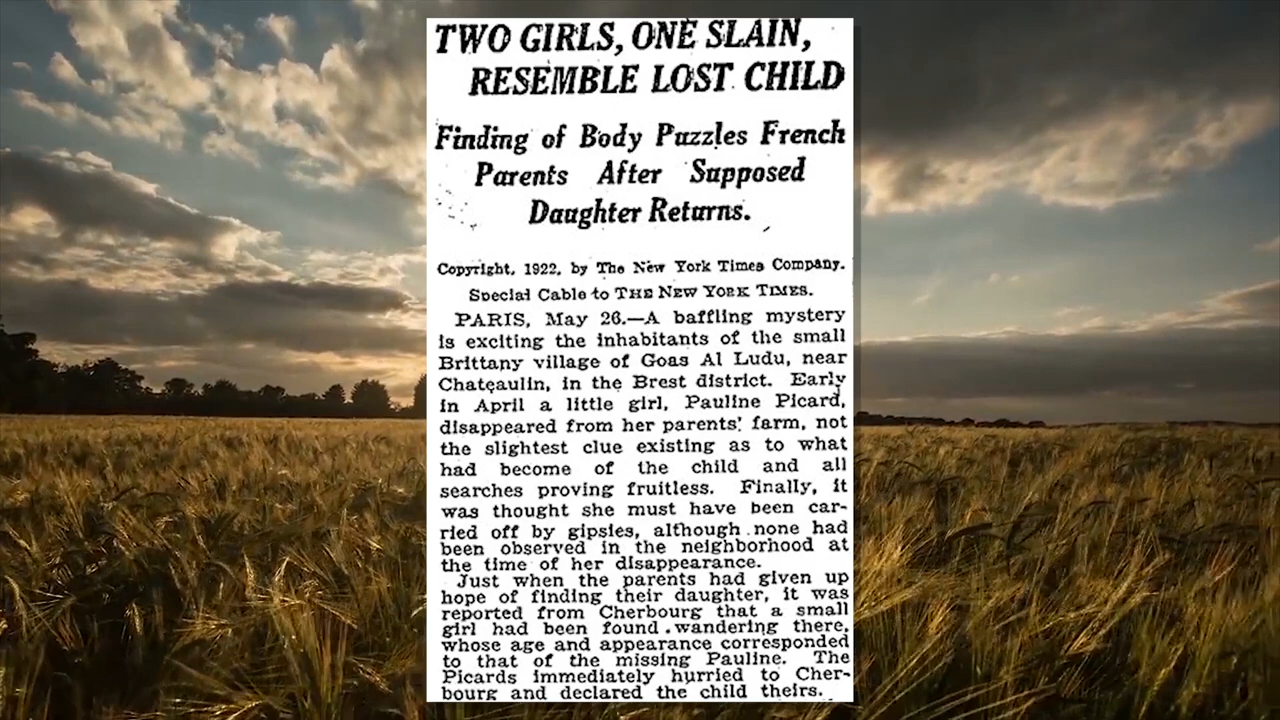 TWO GIRLS, ONE SLAIN,
RESEMBLE LOST CHILD
Finding of Body Puzzles French
Parents After Supposed
Daughter Returns.
Copyright, 1922, by The New York Times Company.
Special Cable to THE NEW YORK TIMES.
PARIS, May 26.—A baffling mystery
is exciting the inhabitants of the small
Brittany village of Goas Al Ludu, near
Chateaulin, in the Brest district. Early
in April a little girl, Pauline Picard,
disappeared from her parents' farm, not
the slightest clue existing as to what
had become of the child and all
searches proving fruitless. Finally, it
was thought she must have been car-
ried off by gipsies, although none had
been observed in the neighborhood at
the time of her disappearance.
Just when the parents had given up
hope of finding their daughter, it was
reported from Cherbourg that a small
girl had been found wandering there,
whose age and appearance corresponded
to that of the missing Pauline. The
Picards immediately hurried to Cher-
bourg and declared the child theirs.